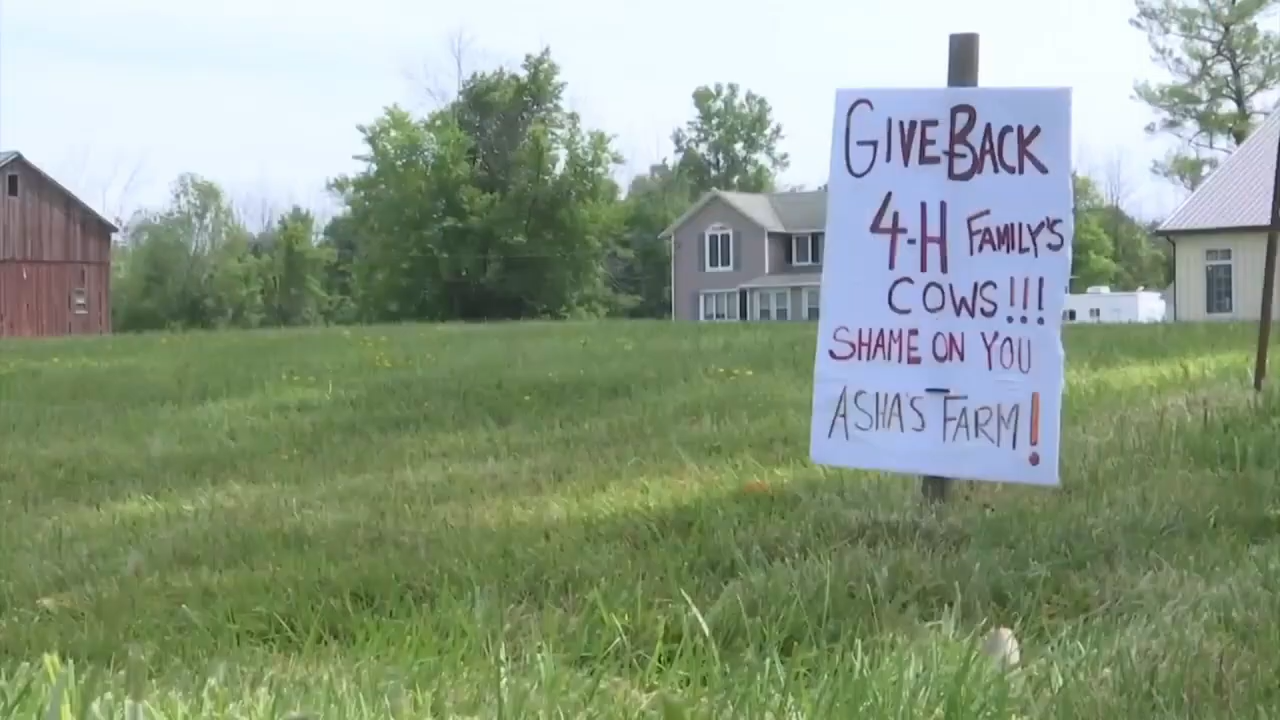 GIVE BACK
4-H FAMILY'S
COWS!!!
SHAME ON YOU
ASHA'S FARM!